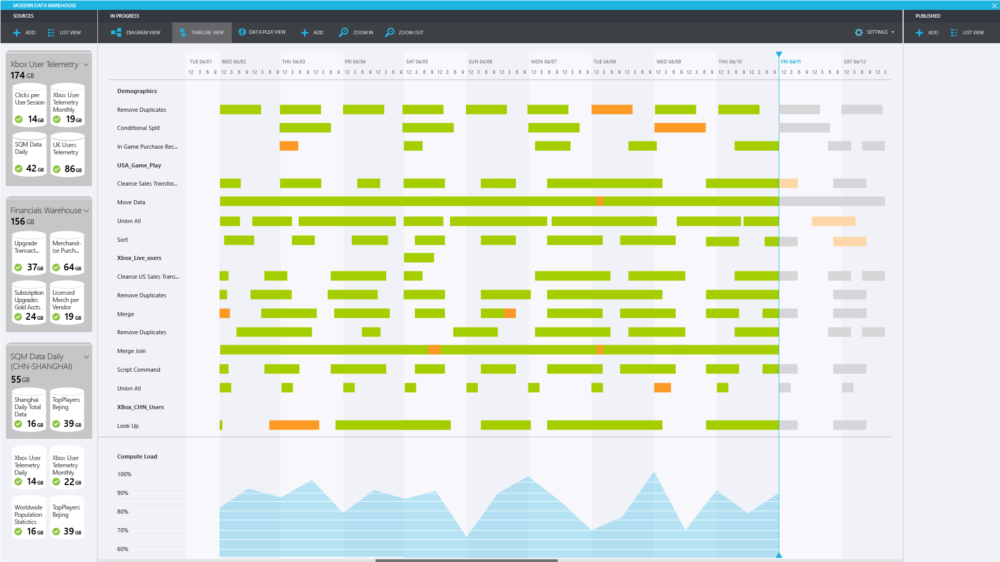 MODERN DATA WAREHOUSE
SOURCES
ADD
LIST VIEW
Xbox User Telemetry
174 GB
Clicks per
User Session
14GB
Xbox User
Telemetry
Monthly
19GB
SQM Data
Daily
42GB
UK Users
Telemetry
86GB
Financials Warehouse
156 GB
Upgrade
Transact...
37GB
Merchand-
ise Purch...
64GB
Subscription
Upgrades
Gold Accts.
24GB
Licensed
Merch per
Vendor
19GB
SQM Data Daily
(CHN-SHANGHAI)
55GB
Shanghai
Daily Total
Data
16GB
TopPlayers
Bejing
39GB
Xbox User
Telemetry
Daily
14GB
Xbox User
Telemetry
Monthly
22GB
Worldwide
Population
Statistics
16GB
TopPlayers
Bejing
39GB
IN PROGRESS
DIAGRAM VIEW
TIMELINE VIEW
DATA PLEX VIEW
ADD
ZOOM IN
ZOOM OUT
SETTINGS
TUE 04/01 WED 04/02 THU 04/03 FRI 04/04 SAT 04/05 SUN 04/06 MON 04/07 TUE 04/08 WED 04/09 THU 04/10 FRI 04/11 SAT 04/12
12 3 6 9 12 3 6 9 12 3 6 9 12 3 6 9 12 3 6 9 12 3 6 9 12 3 6 9 12 3 6 9 12 3 6 9 12 3 6 9 12 3 6 9 12 3 6 9 12 3 6 9 12 3 6 9 12 3 6 9 12 3 6 9 12 3 6 9 12 3 6 9 12 3 6 9 12 3 6 9 12 3 6 9 12 3 6 9 12 3
Demographics
Remove Duplicates
Conditional Split
In Game Purchase Rec...
USA_Game_Play
Cleanse Sales Transfor...
Move Data
Union All
Sort
Xbox_Live_users
Cleanse US Sales Trans...
Remove Duplicates
Merge
Remove Duplicates
Merge Join
Script Command
Union All
XBox_CHN_Users
Look Up
Compute Load
100%
90%
80%
70%
60%
PUBLISHED
ADD
LIST VIEW